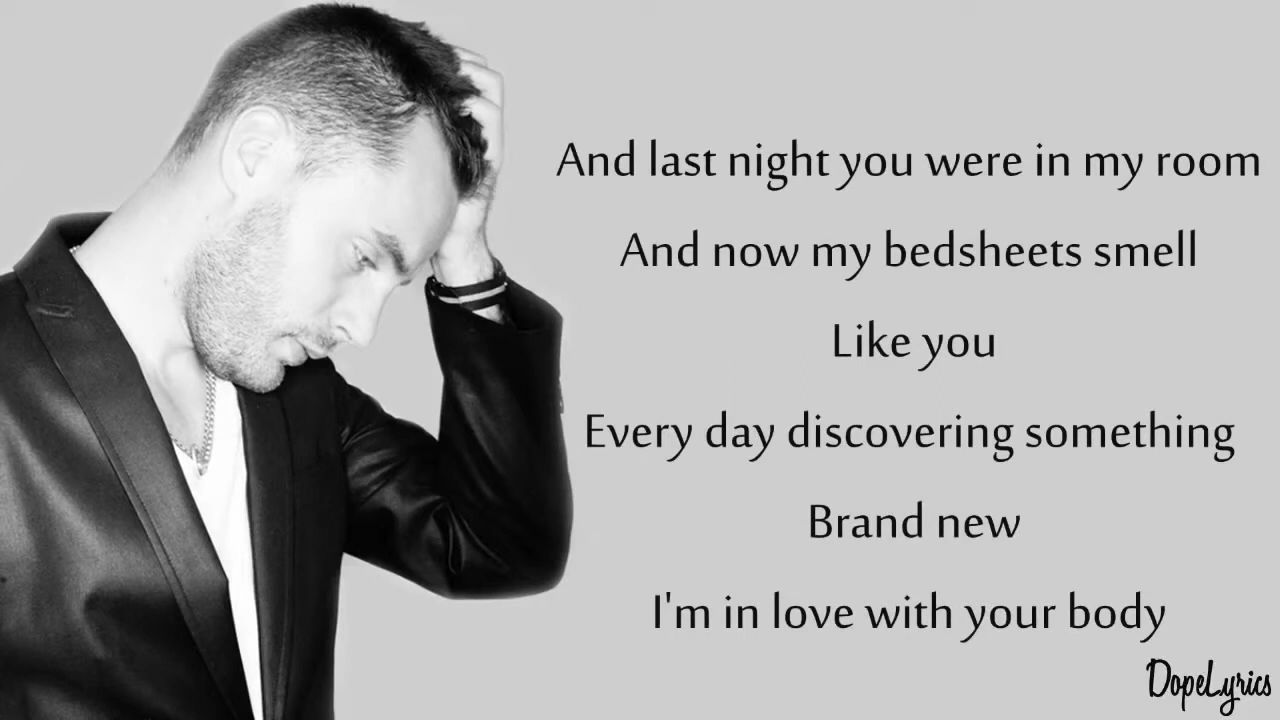 And last night you were in my room
And now my bedsheets smell
Like you
Every day discovering something
Brand new
I'm in love with your body
DopeLyrics